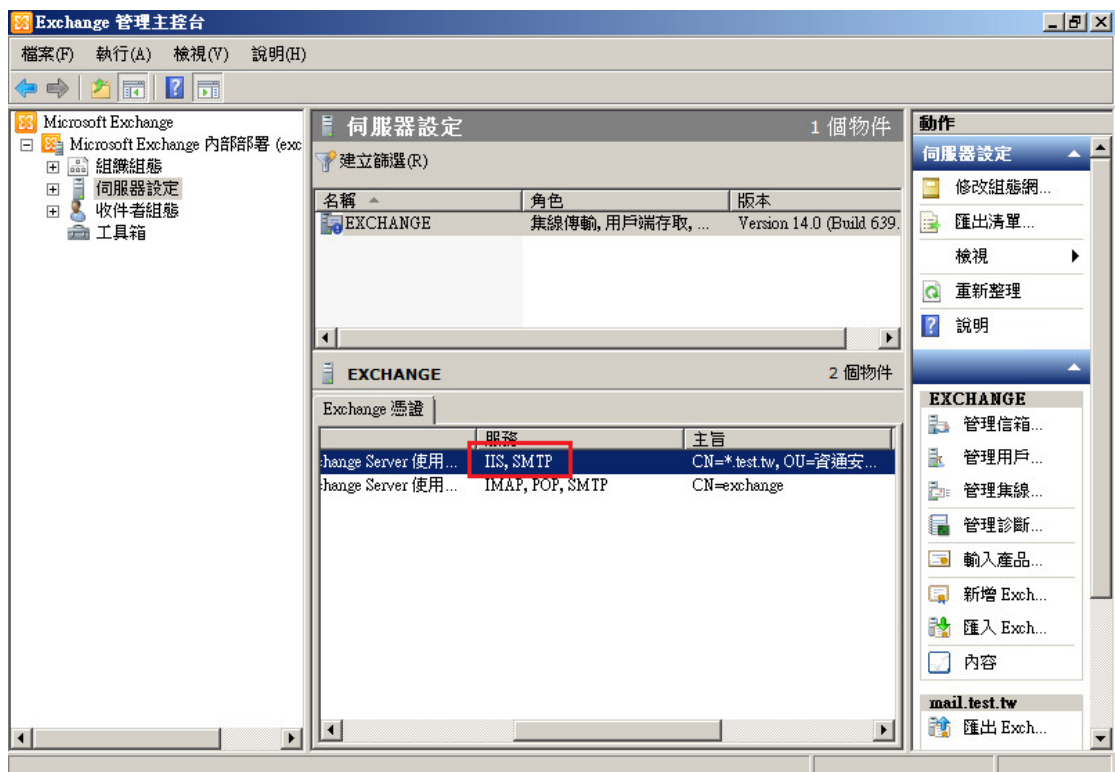 Exchange 管理主控台
檔案(F) 執行(A) 檢視(V) 說明(H)
Microsoft Exchange
Microsoft Exchange 內部部署 (exc
組織組態
伺服器設定
收件者組態
工具箱
伺服器設定 1 個物件
建立篩選(R)
名稱 角色 版本
EXCHANGE 集線傳輸, 用戶端存取, ... Version 14.0 (Build 639.
EXCHANGE 2 個物件
Exchange 憑證
服務 主旨
change Server 使用... IIS, SMTP CN=*.test.tw, OU=資通安...
change Server 使用... IMAP, POP, SMTP CN=exchange
動作
伺服器設定
修改組態網...
匯出清單...
檢視
重新整理
說明
EXCHANGE
管理信箱...
管理用戶...
管理集線...
管理診斷...
輸入產品...
新增 Exch...
匯入 Exch...
內容
mail.test.tw
匯出 Exch...